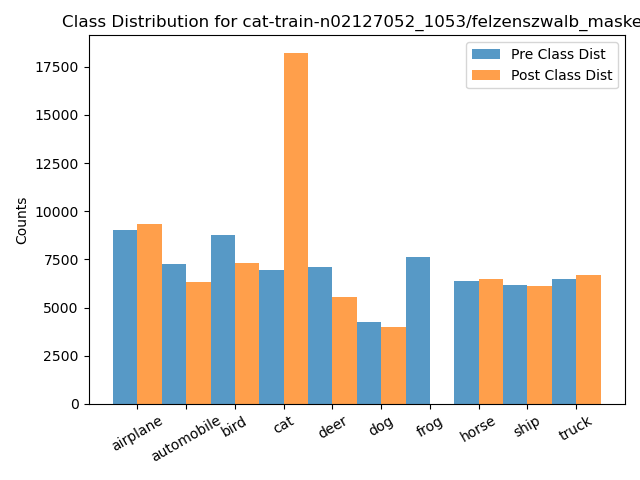 Class Distribution for cat-train-n02127052_1053/felzenszwalb_maske
Pre Class Dist
Post Class Dist
17500
15000
12500
10000
7500
5000
2500
0
Counts
airplane
automobile
bird
cat
deer
dog
frog
horse
ship
truck